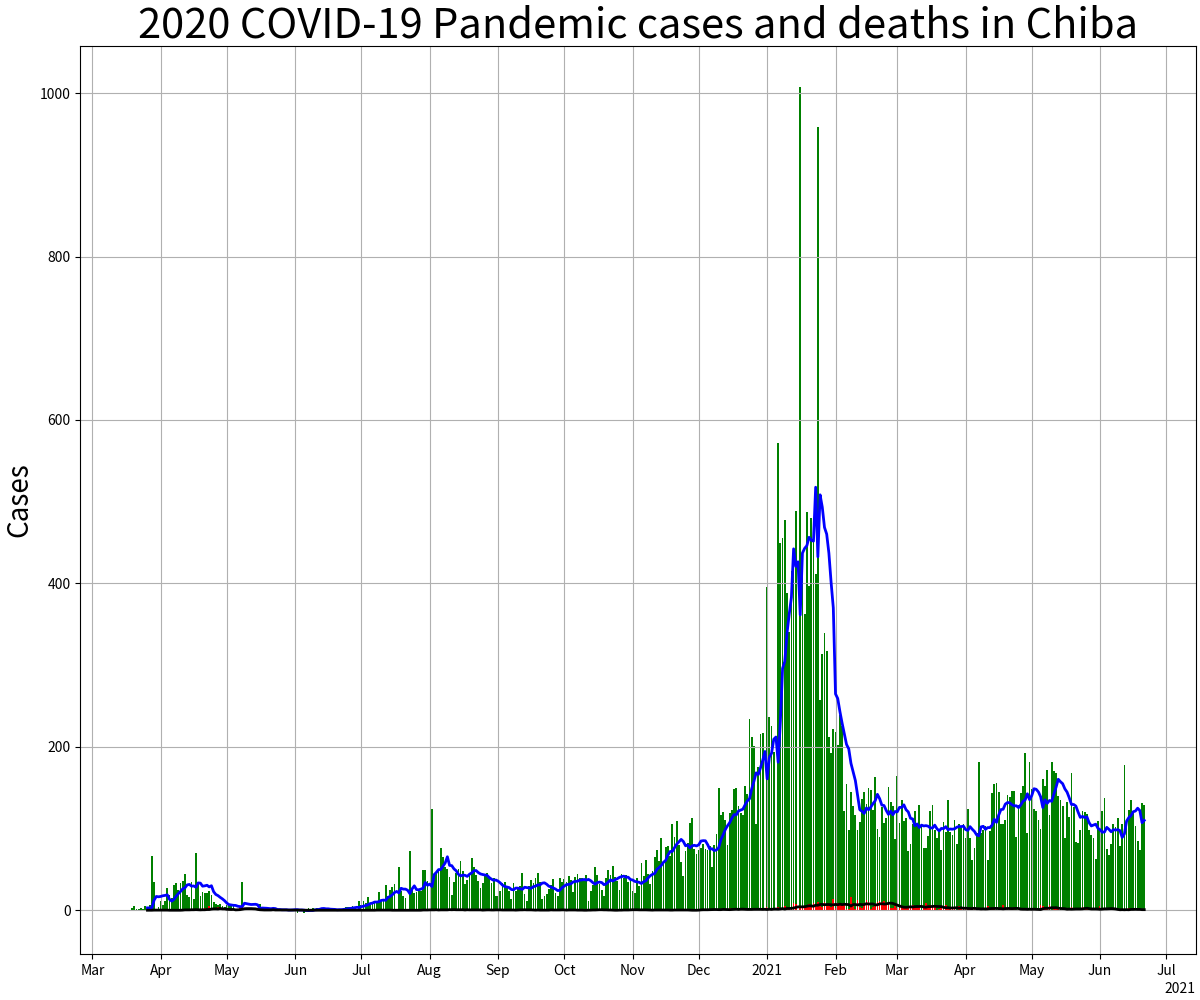 2020 COVID-19 Pandemic cases and deaths in Chiba
Cases
1000
800
600
400
200
0
Mar Apr May Jun Jul Aug Sep Oct Nov Dec 2021 Feb Mar Apr May Jun Jul
2021